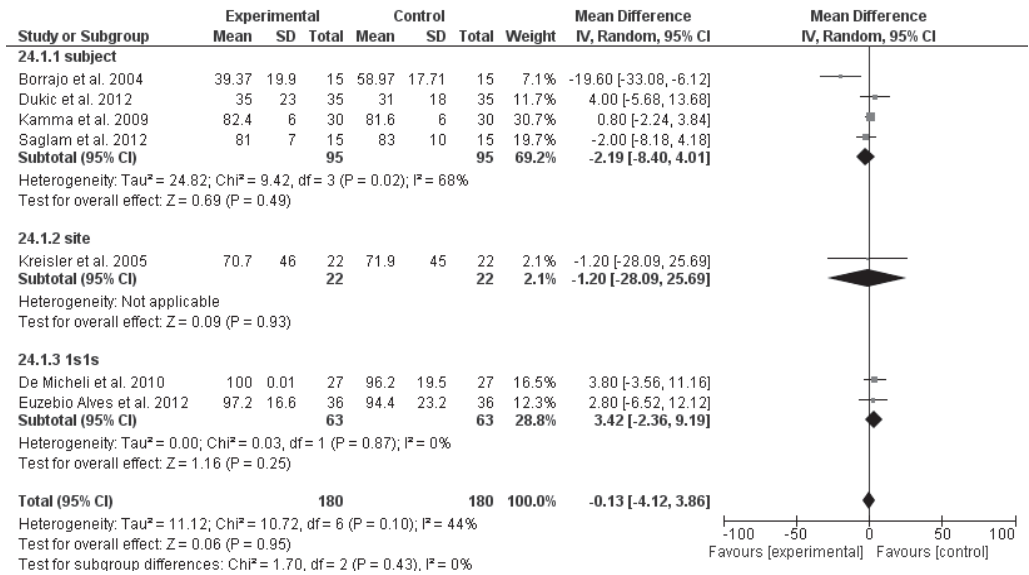 Experimental Control Mean Difference Mean Difference
Study or Subgroup Mean SD Total Mean SD Total Weight IV, Random, 95% CI IV, Random, 95% CI
24.1.1 subject
Borrajo et al. 2004 39.37 19.9 15 58.97 17.71 15 7.1% -19.60 [-33.08, -6.12]
Dukic et al. 2012 35 23 35 31 18 35 11.7% 4.00 [-5.68, 13.68]
Kamma et al. 2009 82.4 6 30 81.6 6 30 30.7% 0.80 [-2.24, 3.84]
Saglam et al. 2012 81 7 15 83 10 15 19.7% -2.00 [-8.18, 4.18]
Subtotal (95% CI) 95 95 69.2% -2.19 [-8.40, 4.01]
Heterogeneity: Tau² = 24.82; Chi² = 9.42, df = 3 (P = 0.02); I² = 68%
Test for overall effect: Z = 0.69 (P = 0.49)
24.1.2 site
Kreisler et al. 2005 70.7 46 22 71.9 45 22 2.1% -1.20 [-28.09, 25.69]
Subtotal (95% CI) 22 22 2.1% -1.20 [-28.09, 25.69]
Heterogeneity: Not applicable
Test for overall effect: Z = 0.09 (P = 0.93)
24.1.3 1s1s
De Micheli et al. 2010 100 0.01 27 96.2 19.5 27 16.5% 3.80 [-3.56, 11.16]
Euzebio Alves et al. 2012 97.2 16.6 36 94.4 23.2 36 12.3% 2.80 [-6.52, 12.12]
Subtotal (95% CI) 63 63 28.8% 3.42 [-2.36, 9.19]
Heterogeneity: Tau² = 0.00; Chi² = 0.03, df = 1 (P = 0.87); I² = 0%
Test for overall effect: Z = 1.16 (P = 0.25)
Total (95% CI) 180 180 100.0% -0.13 [-4.12, 3.86]
Heterogeneity: Tau² = 11.12; Chi² = 10.72, df = 6 (P = 0.10); I² = 44%
Test for overall effect: Z = 0.06 (P = 0.95)
Test for subgroup differences: Chi² = 1.70, df = 2 (P = 0.43), I² = 0%
-100 -50 0 50 100
Favours [experimental] Favours [control]